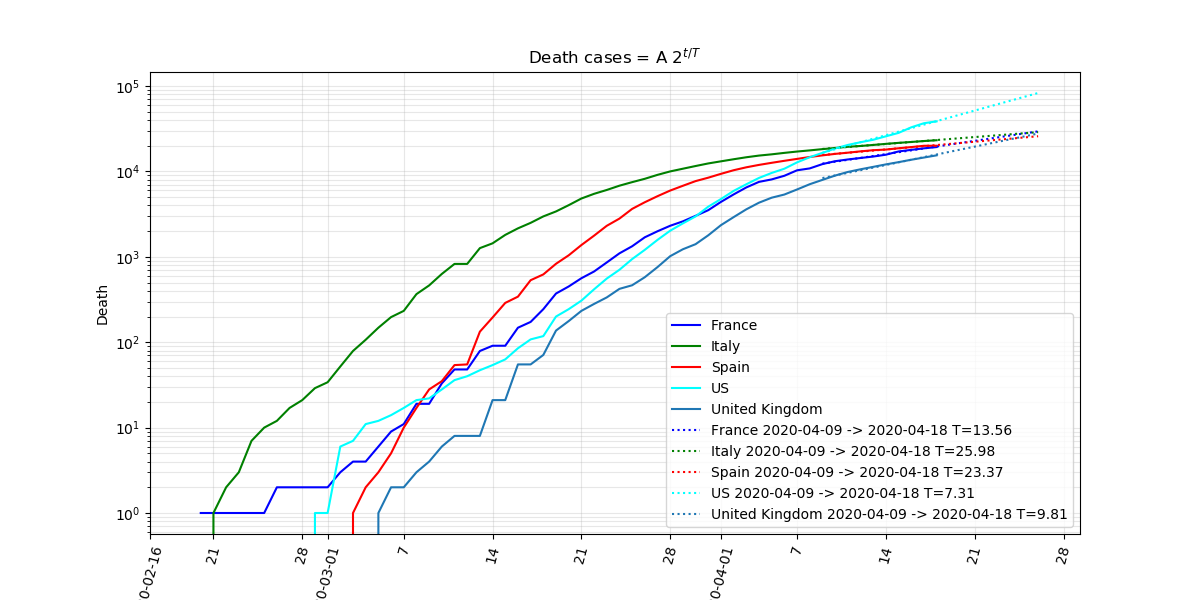 Death cases = A 2^{t/T}
Death
10^5
10^4
10^3
10^2
10^1
10^0
France
Italy
Spain
US
United Kingdom
France 2020-04-09 -> 2020-04-18 T=13.56
Italy 2020-04-09 -> 2020-04-18 T=25.98
Spain 2020-04-09 -> 2020-04-18 T=23.37
US 2020-04-09 -> 2020-04-18 T=7.31
United Kingdom 2020-04-09 -> 2020-04-18 T=9.81
0-02-16 21 28 0-03-01 7 14 21 28 0-04-01 7 14 21 28